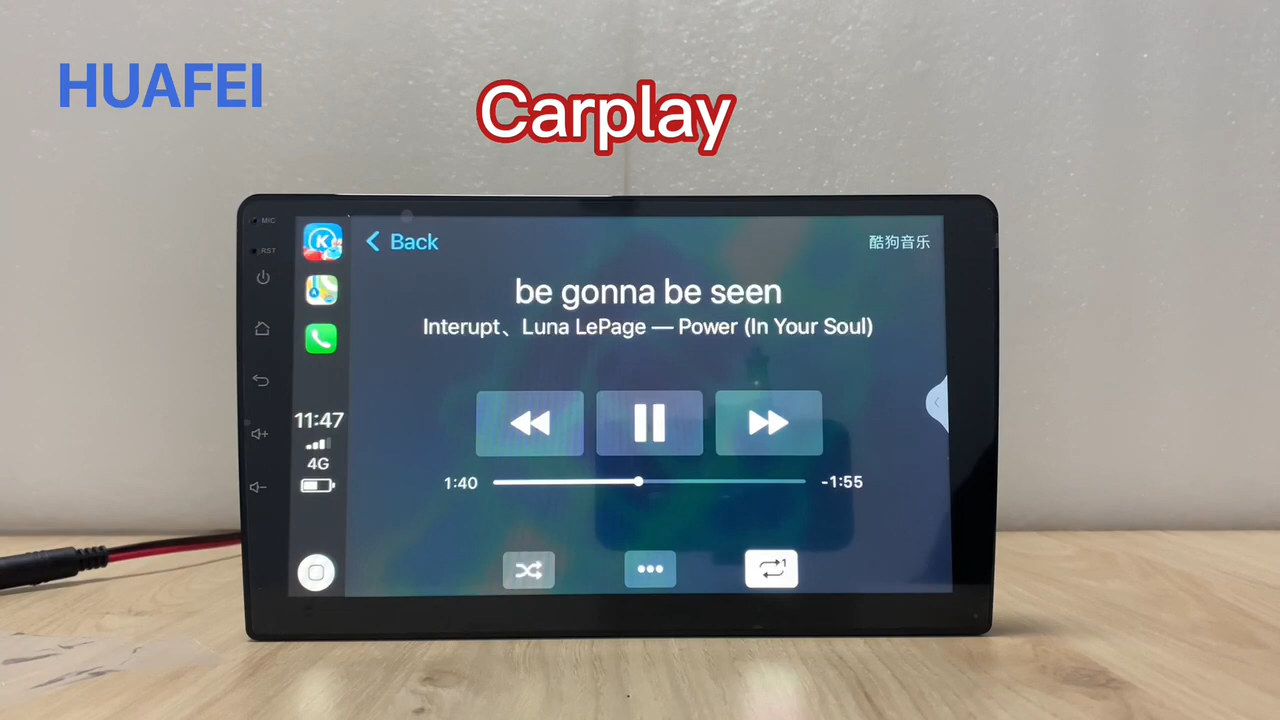 HUAFEI
Carplay
MIC
RST
Back
酷狗音乐
be gonna be seen
Interupt、Luna LePage — Power (In Your Soul)
11:47
4G
1:40
-1:55
1